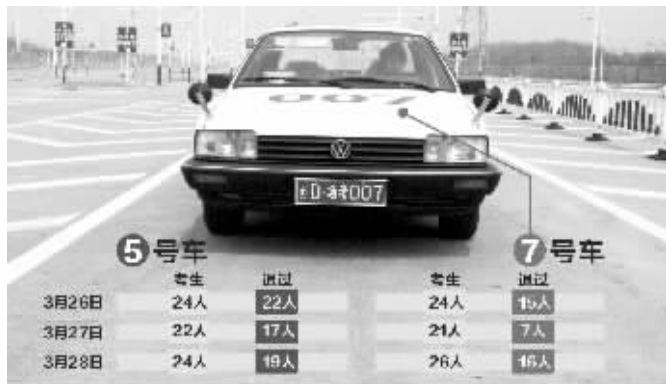 007
007
5号车 7号车
考生 通过 考生 通过
3月26日 24人 22人 24人 15人
3月27日 22人 17人 21人 7人
3月28日 24人 19人 26人 16人